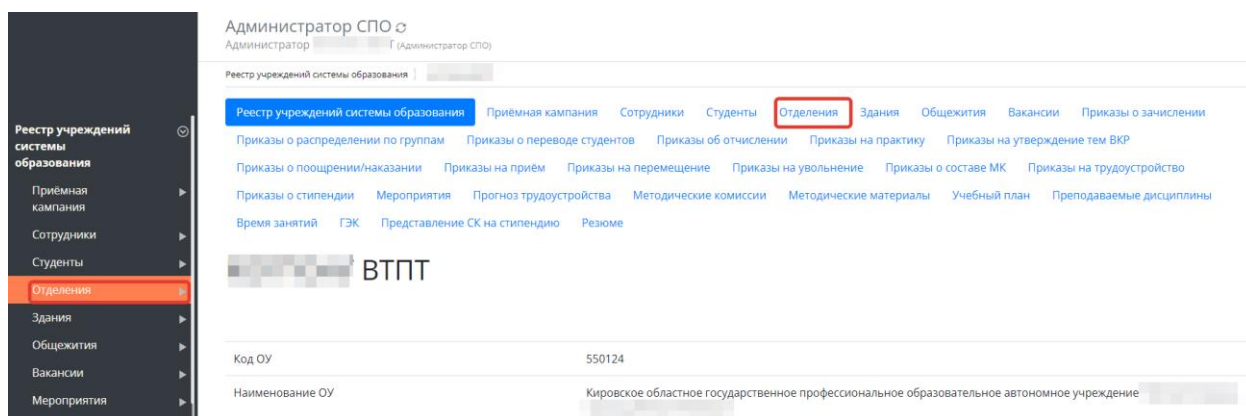 Администратор СПО
Администратор (Администратор СПО)
Реестр учреждений системы образования
Реестр учреждений системы образования Приёмная кампания Сотрудники Студенты Отделения Здания Общежития Вакансии Приказы о зачислении
Приказы о распределении по группам Приказы о переводе студентов Приказы об отчислении Приказы на практику Приказы на утверждение тем ВКР
Приказы о поощрении/наказании Приказы на приём Приказы на перемещение Приказы на увольнение Приказы о составе МК Приказы на трудоустройство
Приказы о стипендии Мероприятия Прогноз трудоустройства Методические комиссии Методические материалы Учебный план Преподаваемые дисциплины
Время занятий ГЭК Представление СК на стипендию Резюме
Реестр учреждений
системы
образования
Приёмная
кампания
Сотрудники
Студенты
Отделения
Здания
Общежития
Вакансии
Мероприятия
ВТПТ
Код ОУ 550124
Наименование ОУ Кировское областное государственное профессиональное образовательное автономное учреждение